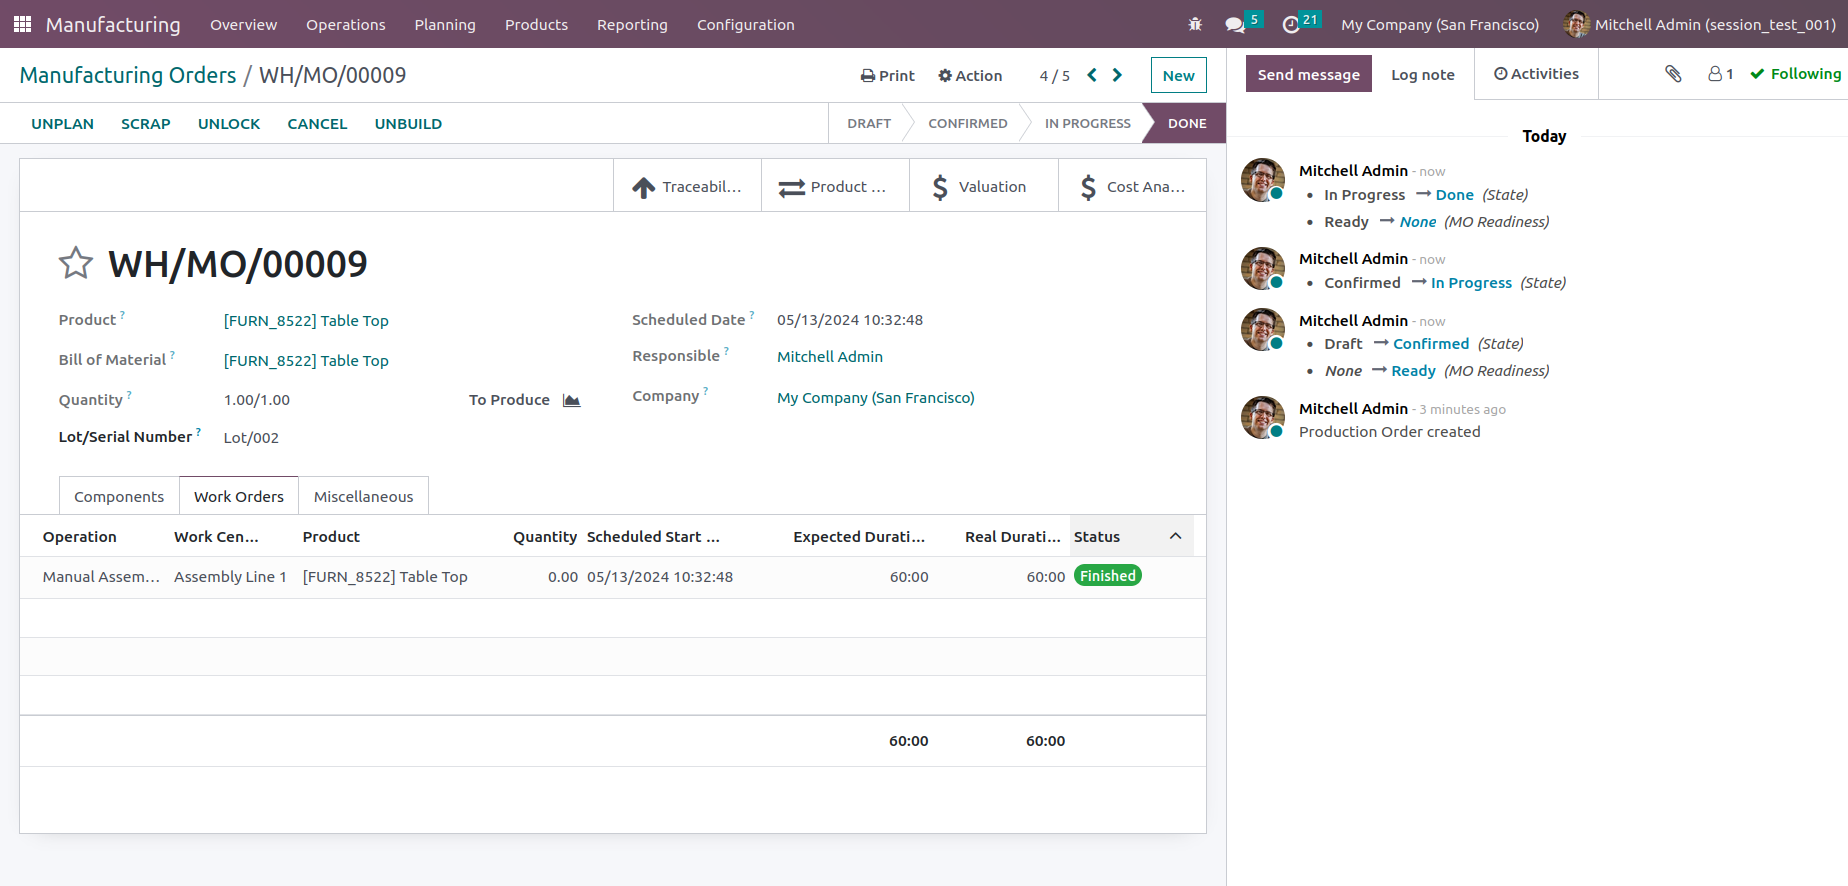 Manufacturing Overview Operations Planning Products Reporting Configuration 5 21 My Company (San Francisco) Mitchell Admin (session_test_001)
Manufacturing Orders / WH/MO/00009 Print Action 4 / 5 New
Send message Log note Activities 1 Following
UNPLAN SCRAP UNLOCK CANCEL UNBUILD DRAFT CONFIRMED IN PROGRESS DONE
Traceabil... Product ... Valuation Cost Ana...
WH/MO/00009
Product ? [FURN_8522] Table Top
Scheduled Date ? 05/13/2024 10:32:48
Bill of Material ? [FURN_8522] Table Top
Responsible ? Mitchell Admin
Quantity ? 1.00/1.00 To Produce
Company ? My Company (San Francisco)
Lot/Serial Number ? Lot/002
Components Work Orders Miscellaneous
Operation Work Cen... Product Quantity Scheduled Start ... Expected Durati... Real Durati... Status
Manual Assem... Assembly Line 1 [FURN_8522] Table Top 0.00 05/13/2024 10:32:48 60:00 60:00 Finished
60:00 60:00
Today
Mitchell Admin - now
• In Progress → Done (State)
• Ready → None (MO Readiness)
Mitchell Admin - now
• Confirmed → In Progress (State)
Mitchell Admin - now
• Draft → Confirmed (State)
• None → Ready (MO Readiness)
Mitchell Admin - 3 minutes ago
Production Order created